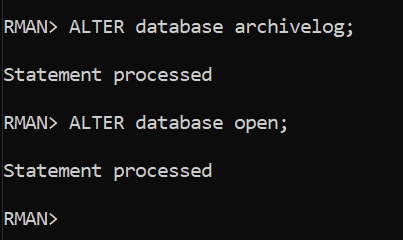 RMAN> ALTER database archivelog;
Statement processed
RMAN> ALTER database open;
Statement processed
RMAN>